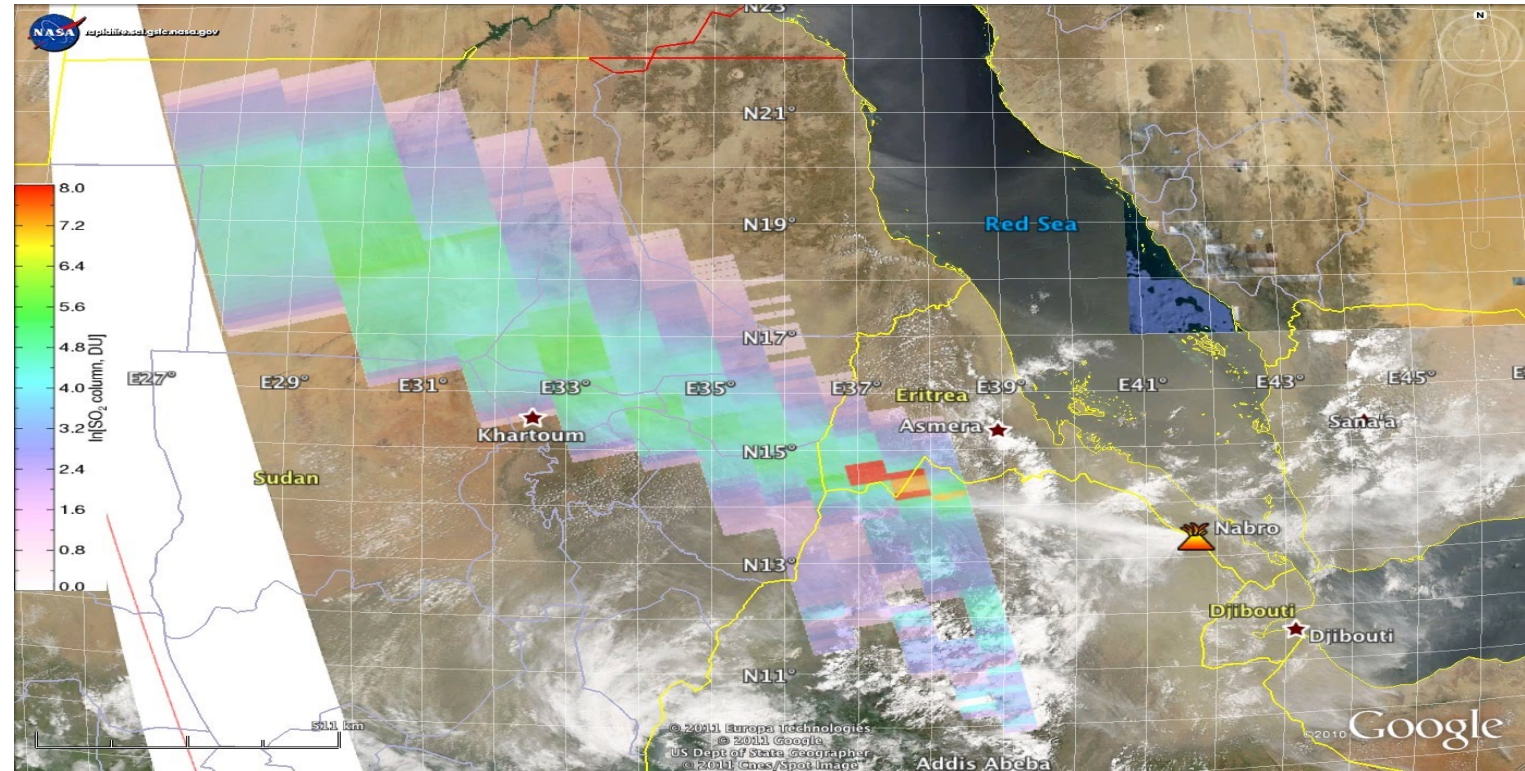 NASA
rapidfire.sci.gsfc.nasa.gov
N23°
N
N21°
N19°
Red Sea
8.0
7.2
6.4
5.6
4.8
4.0
3.2
2.4
1.6
0.8
0.0
ln[SO₂ column, DU]
N17°
E27°
E29°
E31°
E33°
E35°
E37°
E39°
E41°
E43°
E45°
Eritrea
Asmera
Sana'a
Khartoum
N15°
Sudan
Nabro
N13°
Djibouti
Djibouti
N11°
511 km
© 2011 Europa Technologies
© 2011 Google
US Dept of State Geographer
© 2011 Cnes/Spot Image
©2010 Google
Addis Ababa